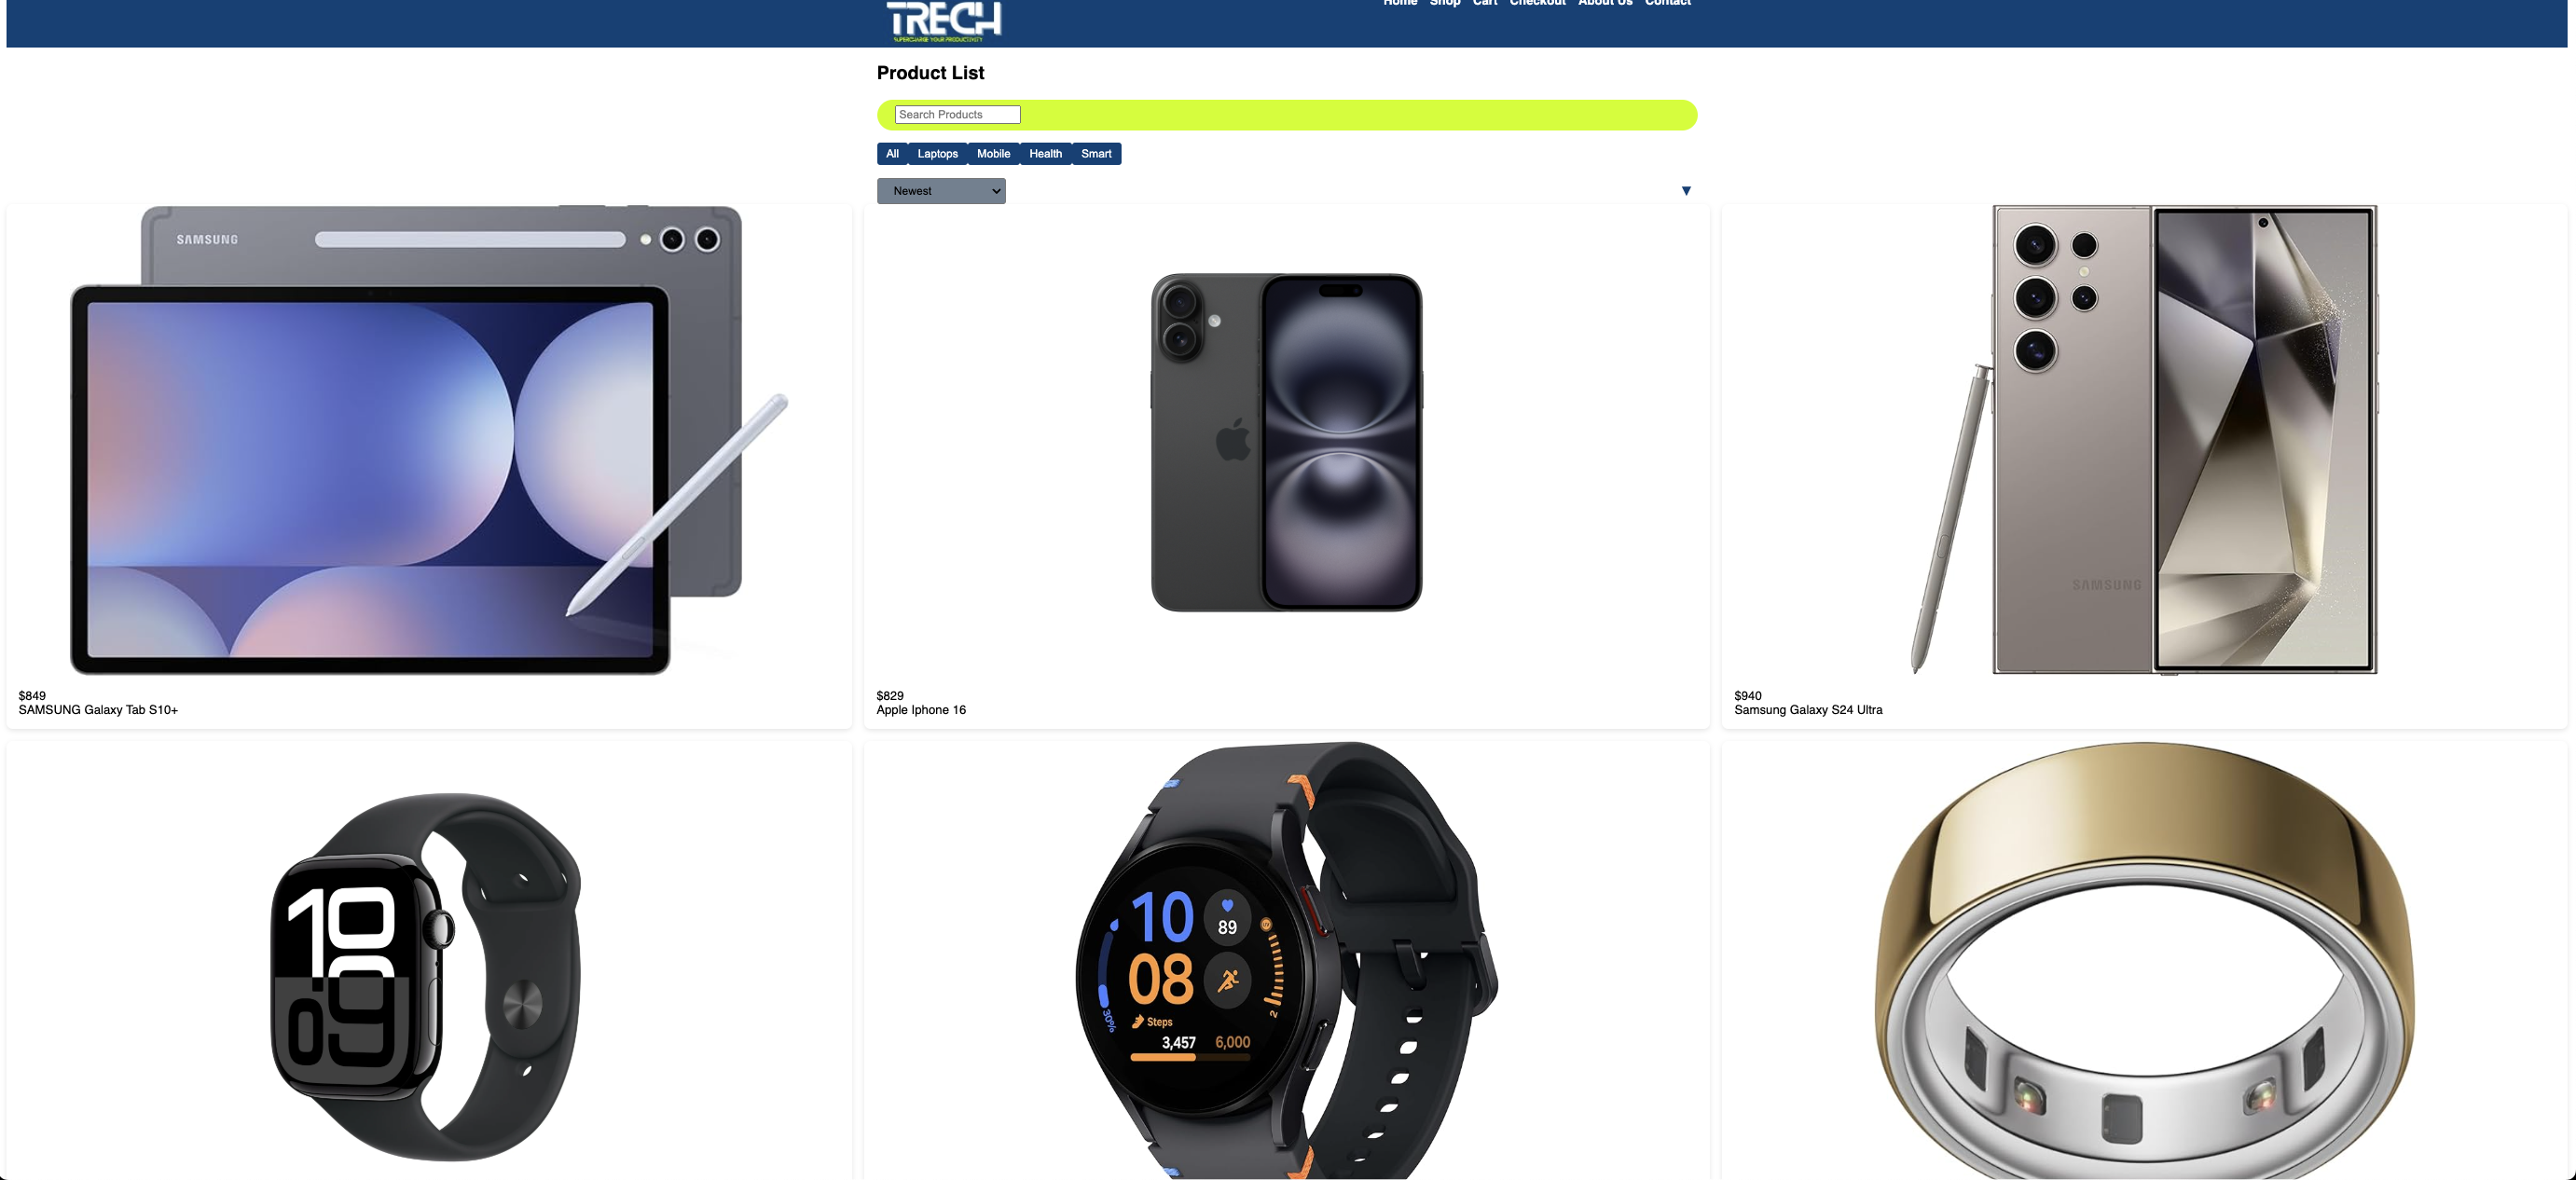 TRECH
SUPERCHARGE YOUR PRODUCTIVITY
Home Shop Cart Checkout About Us Contact
Product List
Search Products
All Laptops Mobile Health Smart
Newest
SAMSUNG
SAMSUNG
$849
SAMSUNG Galaxy Tab S10+
$829
Apple Iphone 16
$940
Samsung Galaxy S24 Ultra
10
09
10
08
89
30%
2
Steps
3,457 6,000